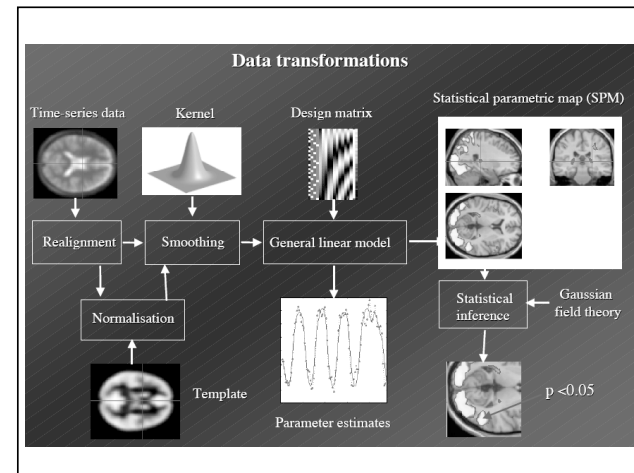 Data transformations
Time-series data
Kernel
Design matrix
Statistical parametric map (SPM)
Realignment
Smoothing
General linear model
Normalisation
Statistical
inference
Gaussian
field theory
Template
Parameter estimates
p <0.05